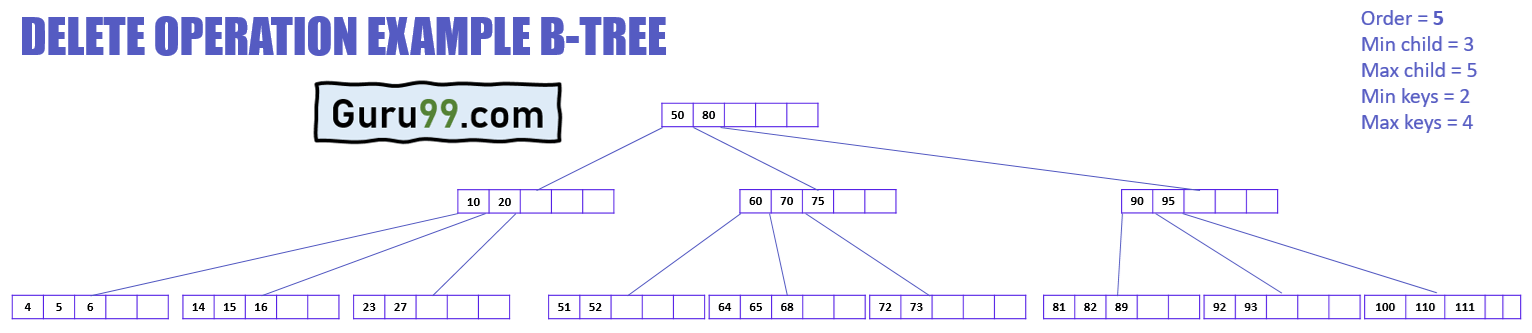 DELETE OPERATION EXAMPLE B-TREE
Order = 5
Min child = 3
Max child = 5
Min keys = 2
Max keys = 4
Guru99.com
50 80
10 20
60 70 75
90 95
4 5 6
14 15 16
23 27
51 52
64 65 68
72 73
81 82 89
92 93
100 110 111